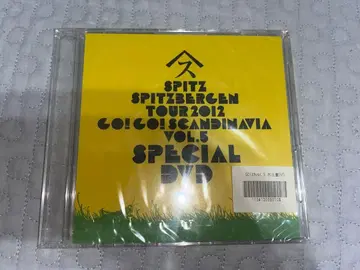 ス
SPITZ
SPITZBERGEN
TOUR 2012
GO! GO! SCANDINAVIA
VOL.5
SPECIAL
DVD